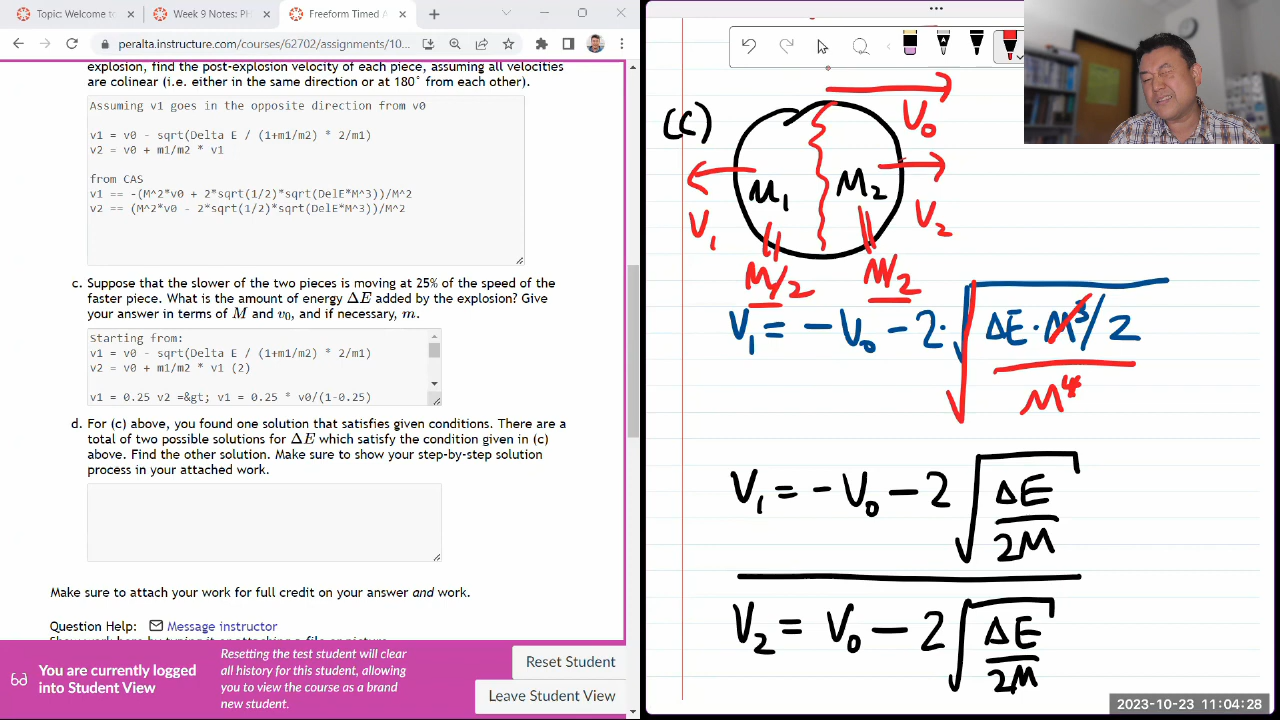 Topic: Welcome to
Week 9 Notes Ph
Freeform Timed A
peralta.instructure.com/courses/62
assignments/10...
explosion, find the post-explosion velocity of each piece, assuming all velocities
are colinear (i.e. either in the same direction or at 180° from each other).
Assuming v1 goes in the opposite direction from v0
v1 = v0 - sqrt(Delta E / (1+m1/m2) * 2/m1)
v2 = v0 + m1/m2 * v1
from CAS
v1 == -(M^2*v0 + 2*sqrt(1/2)*sqrt(DelE*M^3))/M^2
v2 == (M^2*v0 - 2*sqrt(1/2)*sqrt(DelE*M^3))/M^2
c. Suppose that the slower of the two pieces is moving at 25% of the speed of the
faster piece. What is the amount of energy ΔE added by the explosion? Give
your answer in terms of M and v₀, and if necessary, m.
Starting from:
v1 = v0 - sqrt(Delta E / (1+m1/m2) * 2/m1)
v2 = v0 + m1/m2 * v1 (2)
v1 = 0.25 v2 =&gt; v1 = 0.25 * v0/(1-0.25)
d. For (c) above, you found one solution that satisfies given conditions. There are a
total of two possible solutions for ΔE which satisfy the condition given in (c)
above. Find the other solution. Make sure to show your step-by-step solution
process in your attached work.
Make sure to attach your work for full credit on your answer and work.
Question Help: Message instructor
You are currently logged
into Student View
Resetting the test student will clear
all history for this student, allowing
you to view the course as a brand
new student.
Reset Student
Leave Student View
(c)
V₀
M₁
M₂
V₁
V₂
M/2
M/2
V₁ = -V₀ - 2·√(ΔE·M³/2 / M⁴)
V₁ = -V₀ - 2√(ΔE/2M)
V₂ = V₀ - 2√(ΔE/2M)
2023-10-23 11:04:28